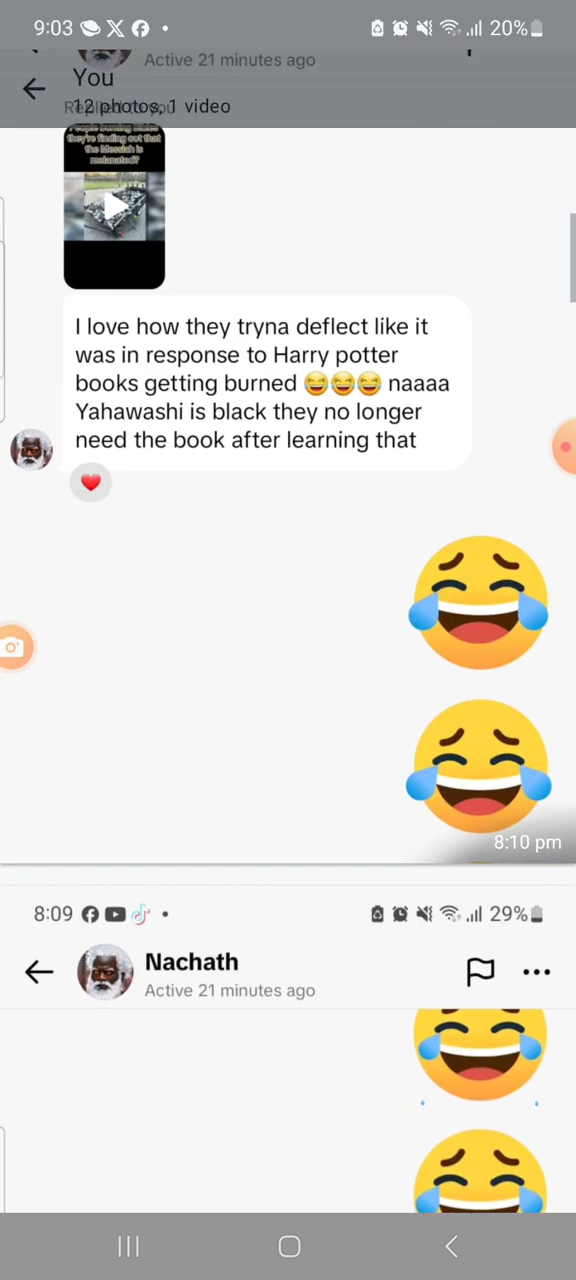 9:03
20%
Active 21 minutes ago
You
12 photos, 1 video
they're finding out that
the Messiah is
melanated?
I love how they tryna deflect like it
was in response to Harry potter
books getting burned 😂😂😂 naaaa
Yahawashi is black they no longer
need the book after learning that
8:10 pm
8:09
29%
Nachath
Active 21 minutes ago